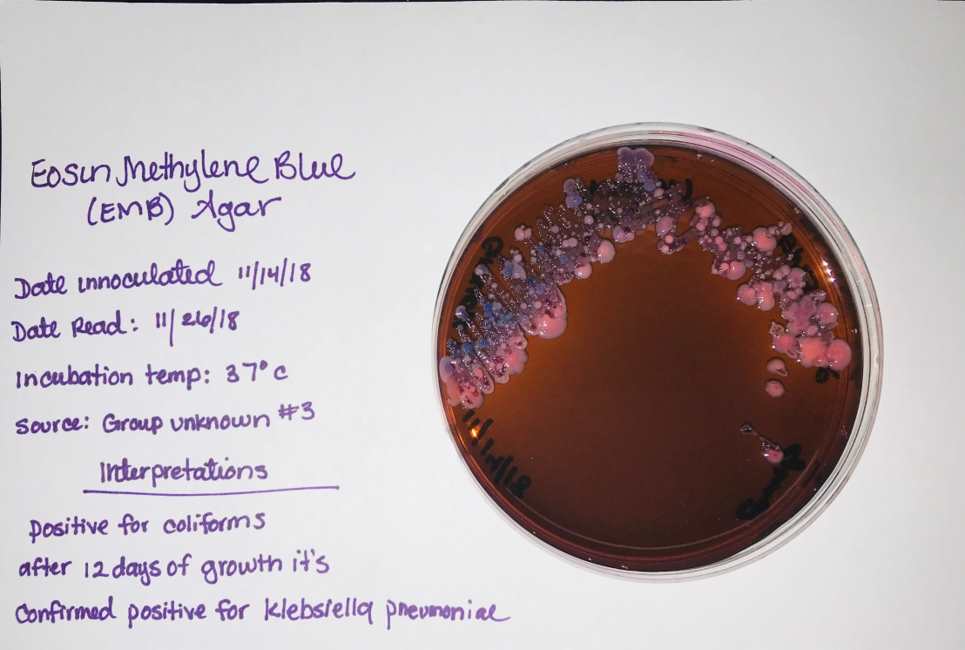 Eosin Methylene Blue
(EMB) Agar
Date innoculated 11/14/18
Date Read: 11/26/18
Incubation temp: 37°C
Source: Group unknown #3
Interpretations
positive for coliforms
after 12 days of growth it's
Confirmed positive for Klebsiella pneumoniae
11/14/18